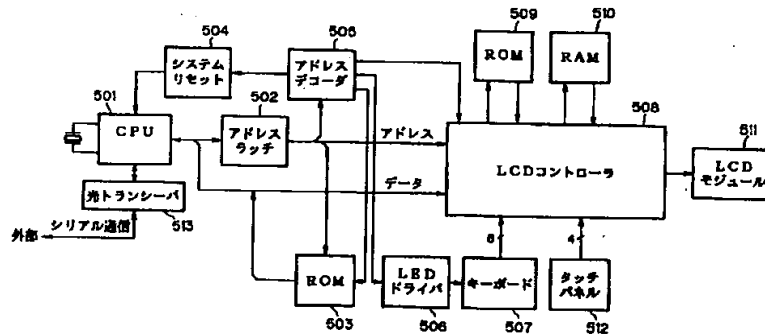 509
510
504
505
システム
リセット
アドレス
デコーダ
ROM
RAM
501
502
508
CPU
アドレス
ラッチ
アドレス
511
LCDコントローラ
LCD
モジュール
データ
光トランシーバ
シリアル通信
513
外部
6
4
ROM
LED
ドライバ
キーボード
タッチ
パネル
503
506
507
512